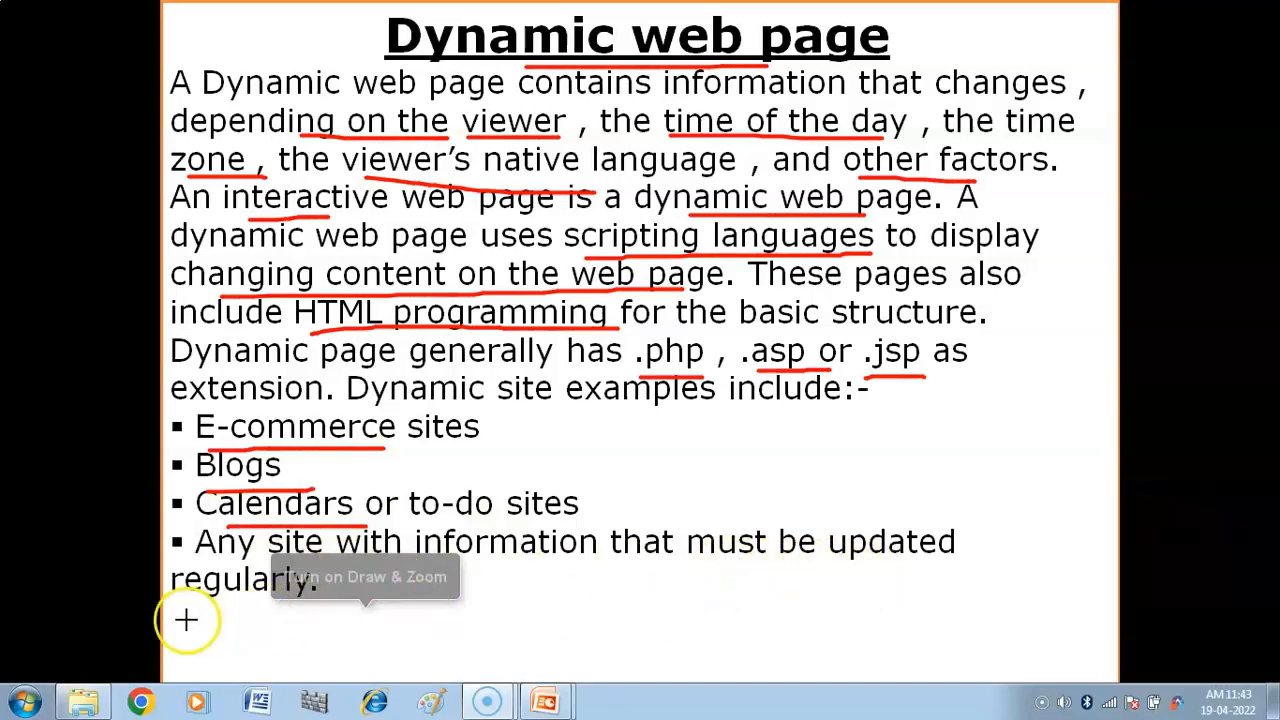 Dynamic web page
A Dynamic web page contains information that changes ,
depending on the viewer , the time of the day , the time
zone , the viewer’s native language , and other factors.
An interactive web page is a dynamic web page. A
dynamic web page uses scripting languages to display
changing content on the web page. These pages also
include HTML programming for the basic structure.
Dynamic page generally has .php , .asp or .jsp as
extension. Dynamic site examples include:-
▪ E-commerce sites
▪ Blogs
▪ Calendars or to-do sites
▪ Any site with information that must be updated
regularly.
Turn on Draw & Zoom
AM 11:43
19-04-2022